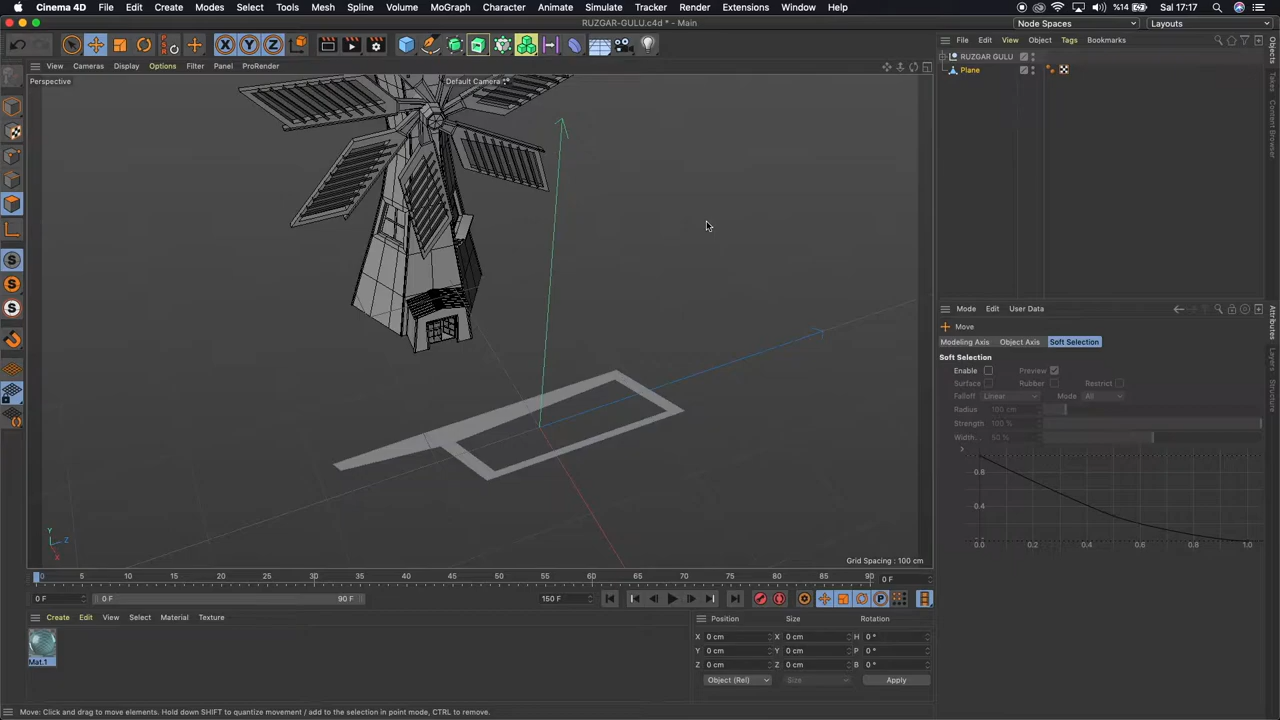 Cinema 4D File Edit Create Modes Select Tools Mesh Spline Volume MoGraph Character Animate Simulate Tracker Render Extensions Window Help %14 Sat 17:17
RUZGAR-GULU.c4d * - Main
Node Spaces Layouts
File Edit View Object Tags Bookmarks
RUZGAR GULU
Plane
View Cameras Display Options Filter Panel ProRender
Perspective
Default Camera
Grid Spacing : 100 cm
Mode Edit User Data
Move
Modeling Axis Object Axis Soft Selection
Soft Selection
Enable Preview
Surface Rubber Restrict
Falloff Linear Mode All
Radius 100 cm
Strength 100 %
Width... 50 %
0.8
0.4
0.0 0.2 0.4 0.6 0.8 1.0
Objects
Takes
Content Browser
Attributes
Layers
Structure
0 5 10 15 20 25 30 35 40 45 50 55 60 65 70 75 80 85 90 0 F
0 F 0 F 90 F 150 F
Create Edit View Select Material Texture
Mat.1
Position Size Rotation
X 0 cm X 0 cm H 0 °
Y 0 cm Y 0 cm P 0 °
Z 0 cm Z 0 cm B 0 °
Object (Rel) Size Apply
Move: Click and drag to move elements. Hold down SHIFT to quantize movement / add to the selection in point mode, CTRL to remove.